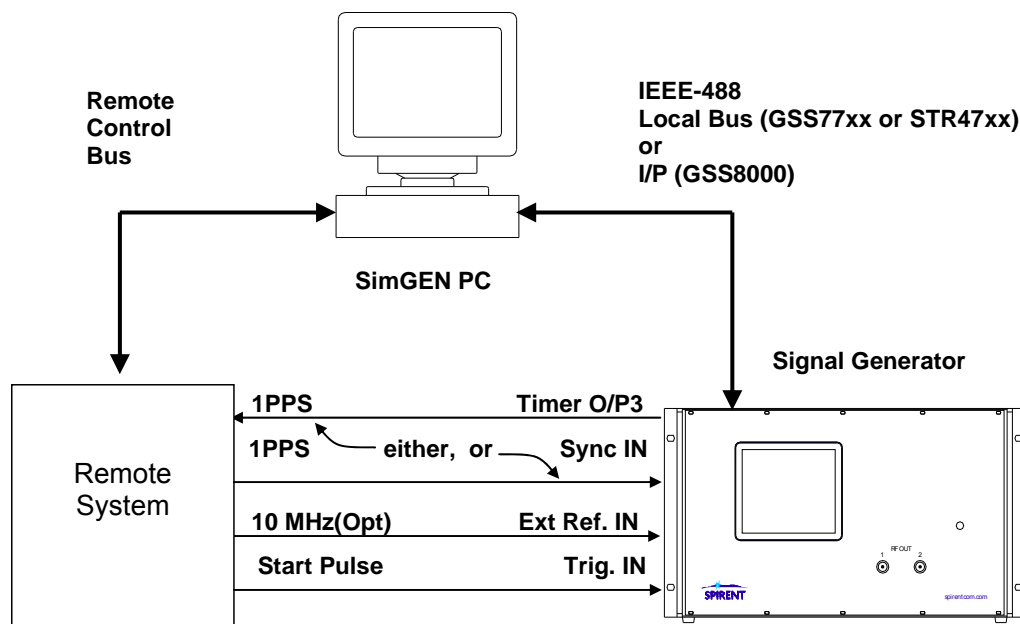 Remote
Control
Bus
IEEE-488
Local Bus (GSS77xx or STR47xx)
or
I/P (GSS8000)
SimGEN PC
Signal Generator
Remote
System
1PPS Timer O/P3
1PPS either, or Sync IN
10 MHz(Opt) Ext Ref. IN
Start Pulse Trig. IN
RF OUT
1 2
SPIRENT
spirentcom.com